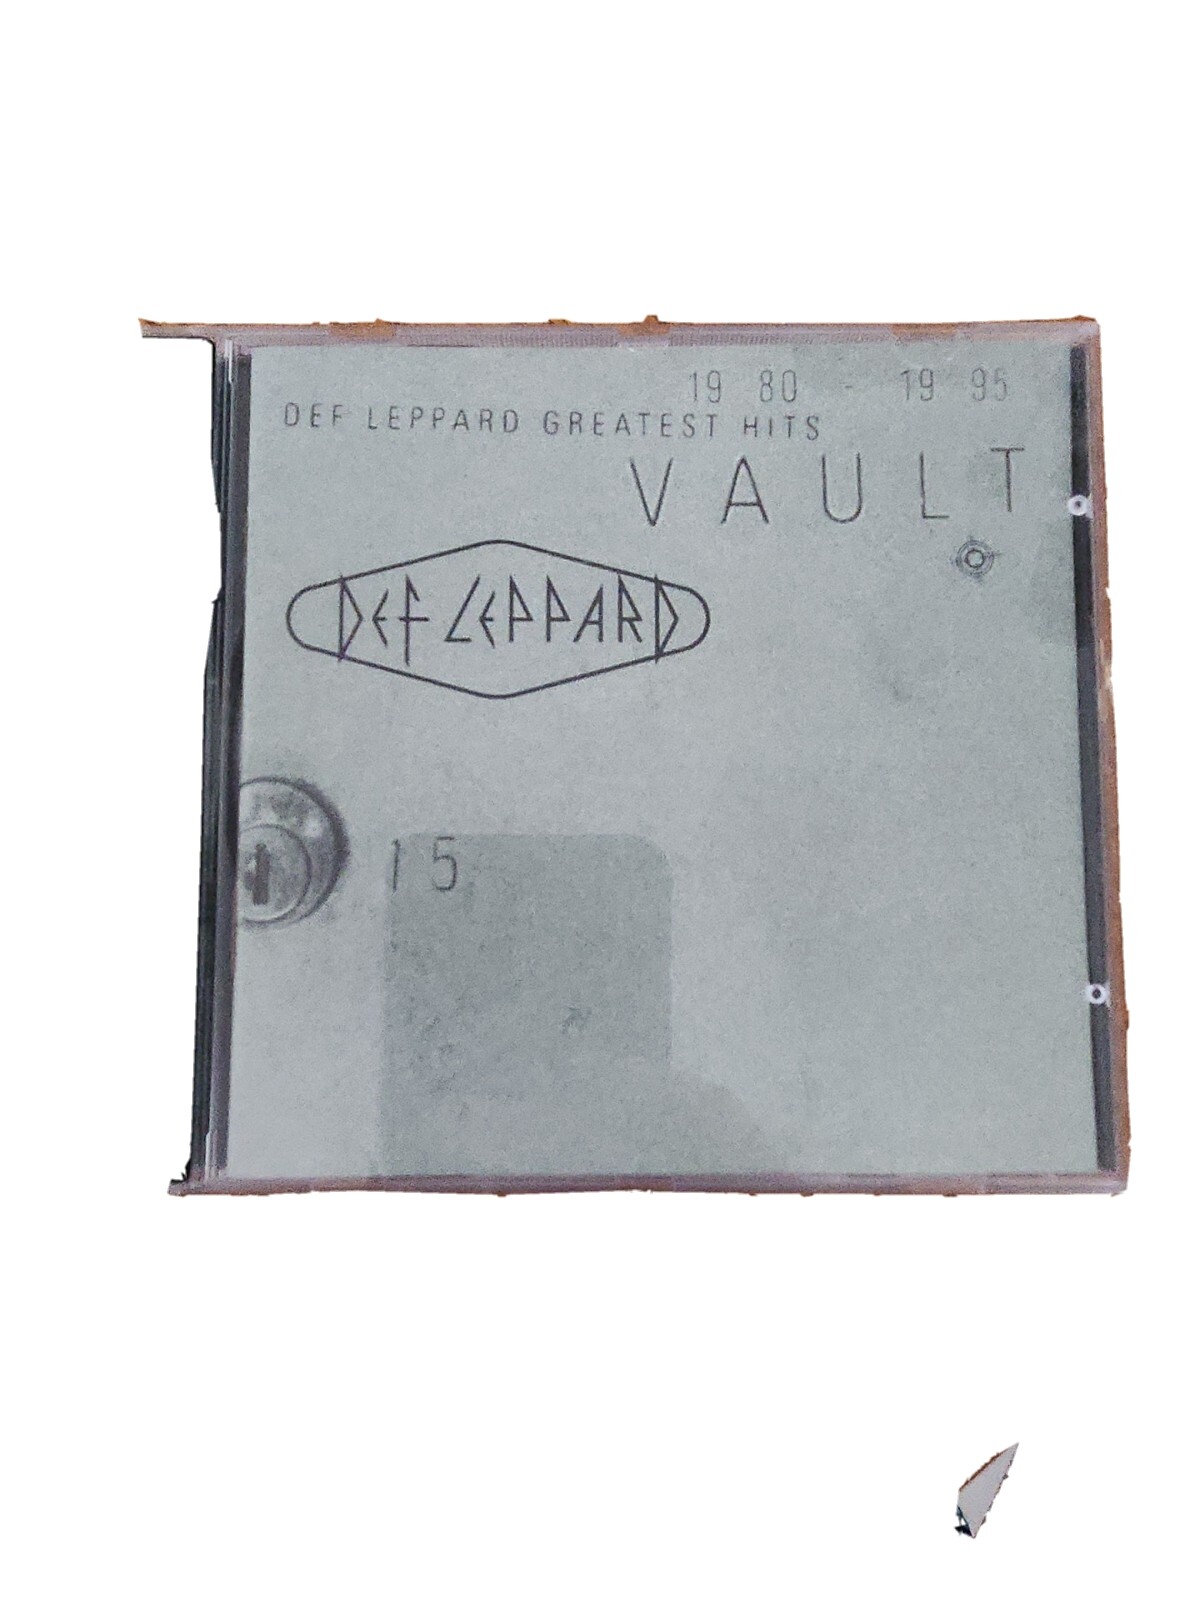 19 80 - 19 95
DEF LEPPARD GREATEST HITS
VAULT
DEF LEPPARD
15